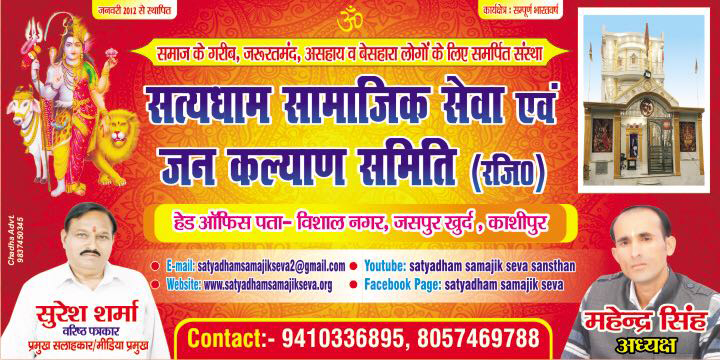 जनवरी 2012 से स्थापित
कार्यक्षेत्र : सम्पूर्ण भारतवर्ष
ॐ
समाज के गरीब, जरूरतमंद, असहाय व बेसहारा लोगों के लिए समर्पित संस्था
सत्यधाम सामाजिक सेवा एवं
जन कल्याण समिति (रजि0)
हेड ऑफिस पता- विशाल नगर, जसपुर खुर्द , काशीपुर
Chadha Advt.
9837450345
• E-mail: satyadhamsamajikseva2@gmail.com • Youtube: satyadham samajik seva sansthan
• Website: www.satyadhamsamajikseva.org • Facebook Page: satyadham samajik seva
सुरेश शर्मा
वरिष्ठ पत्रकार
प्रमुख सलाहकार/मीडिया प्रमुख
Contact:- 9410336895, 8057469788
महेन्द्र सिंह
अध्यक्ष